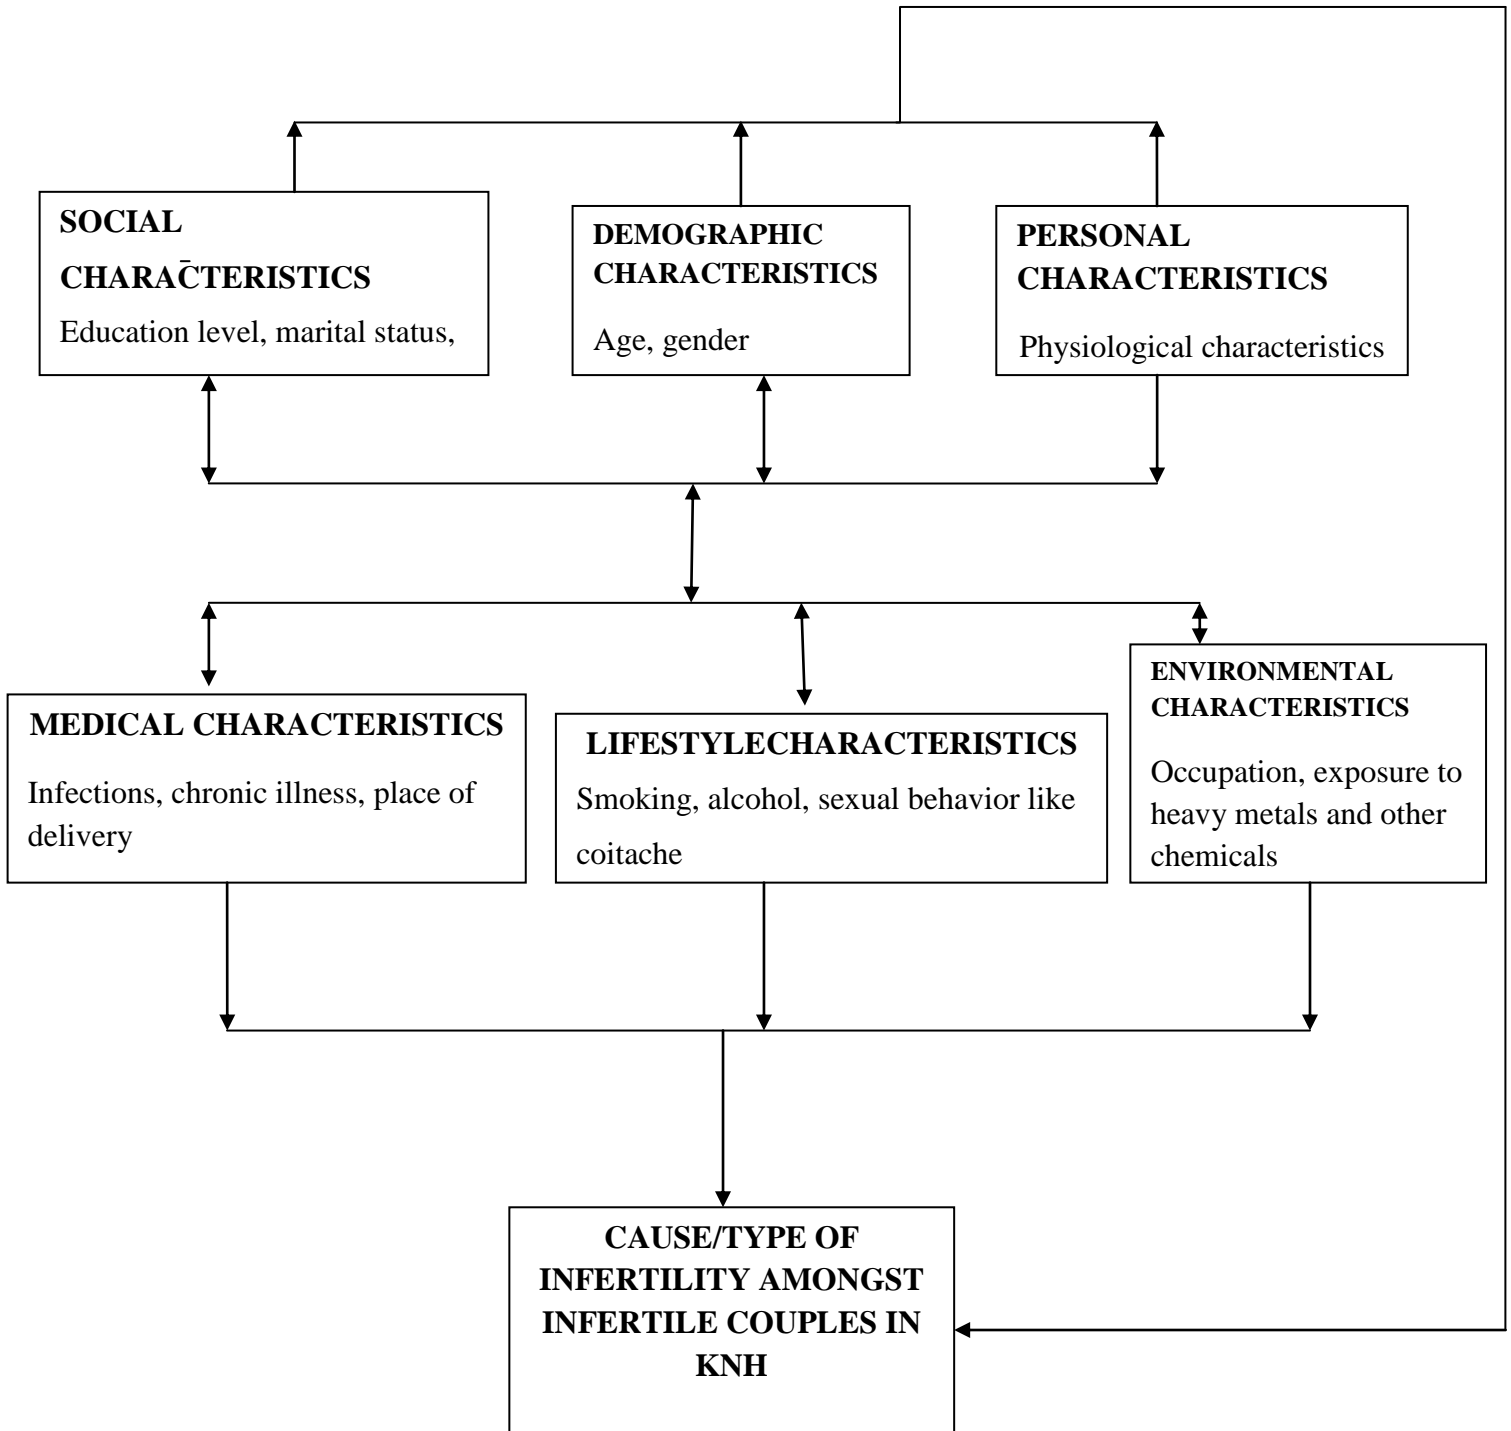 SOCIAL
CHARAC̄TERISTICS
Education level, marital status,
DEMOGRAPHIC
CHARACTERISTICS
Age, gender
PERSONAL
CHARACTERISTICS
Physiological characteristics
MEDICAL CHARACTERISTICS
Infections, chronic illness, place of
delivery
LIFESTYLECHARACTERISTICS
Smoking, alcohol, sexual behavior like
coitache
ENVIRONMENTAL
CHARACTERISTICS
Occupation, exposure to
heavy metals and other
chemicals
CAUSE/TYPE OF
INFERTILITY AMONGST
INFERTILE COUPLES IN
KNH